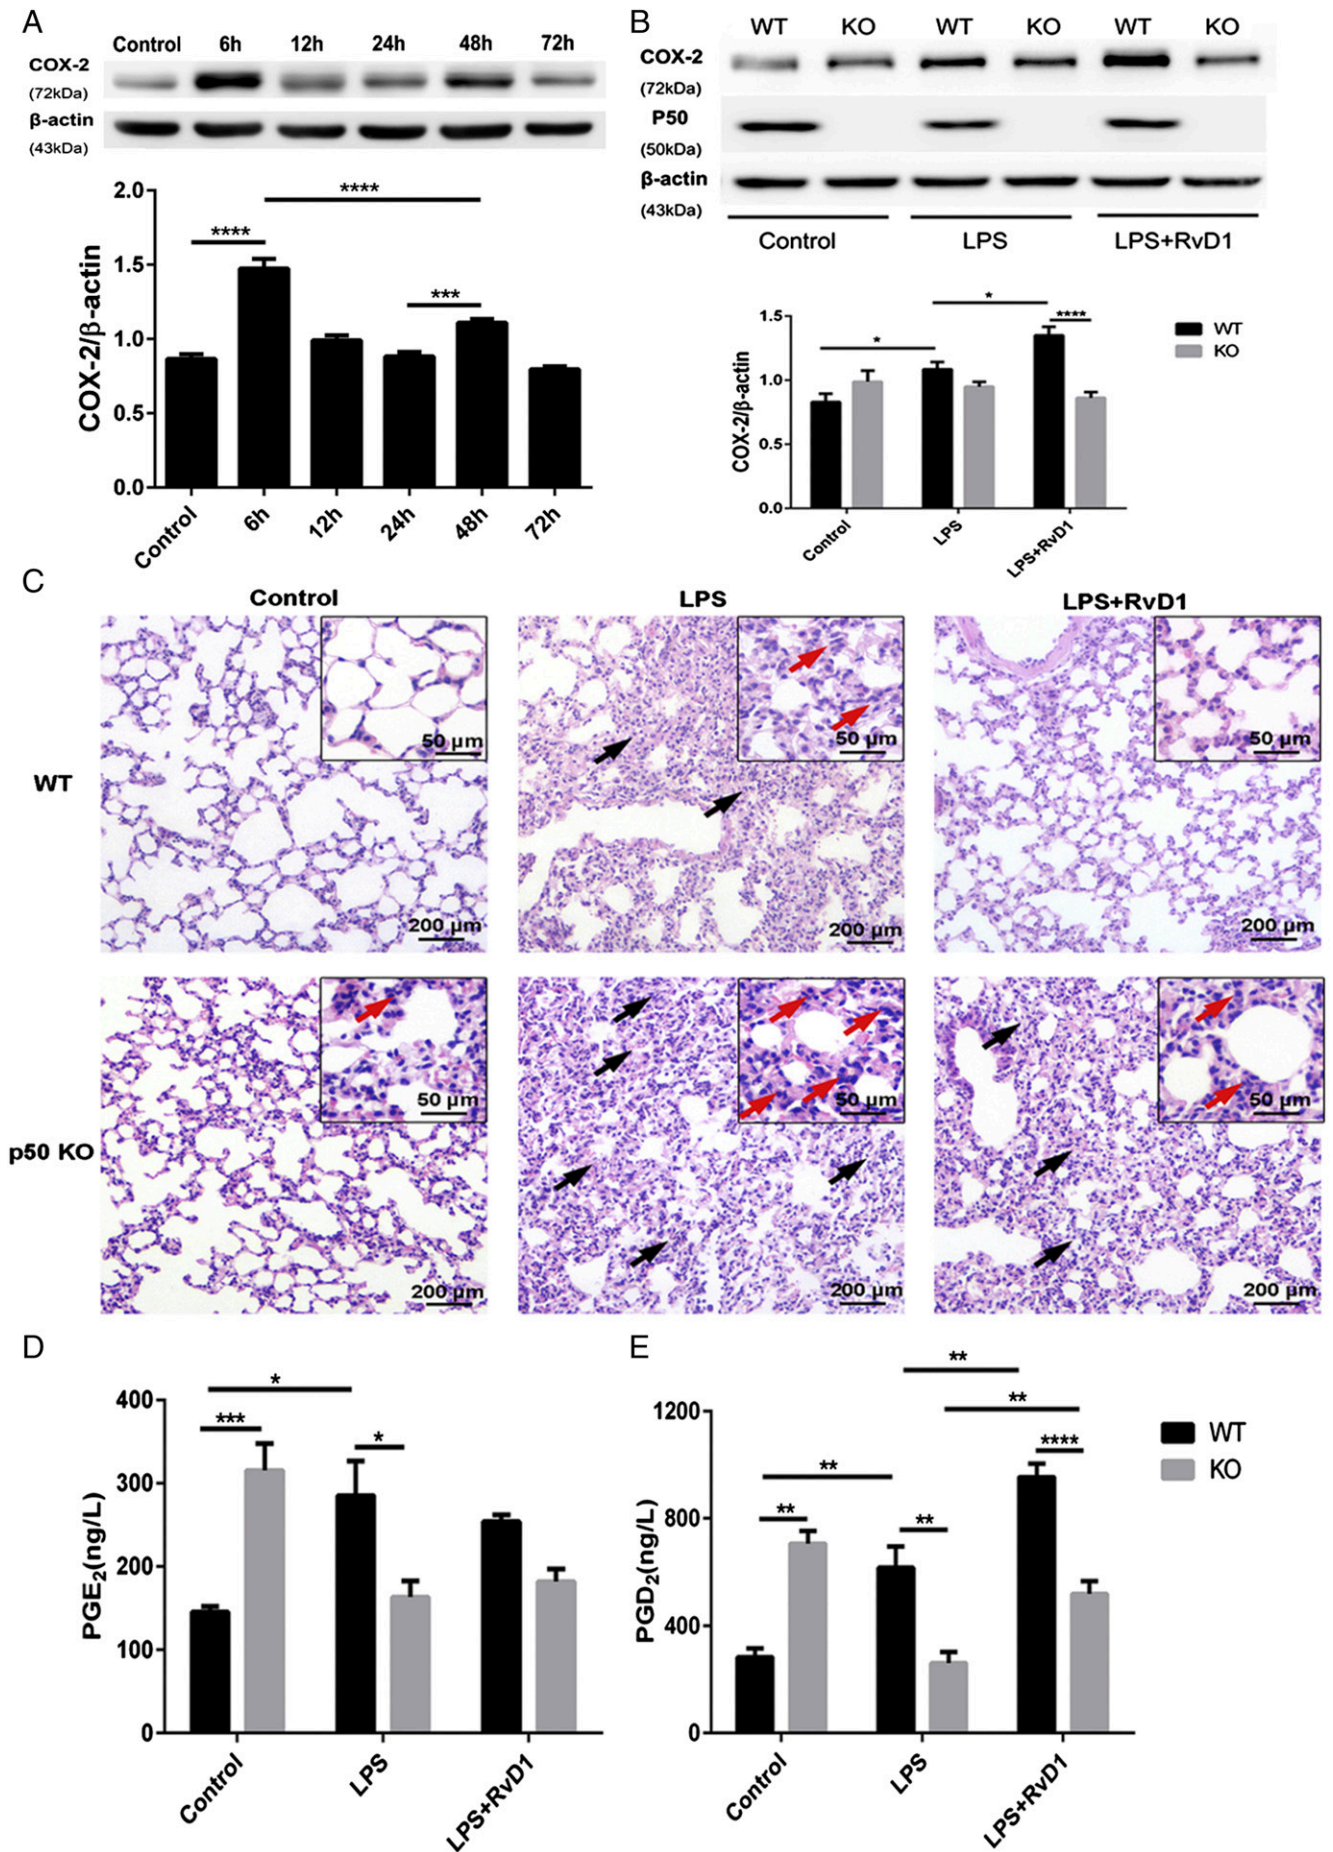 A
Control 6h 12h 24h 48h 72h
COX-2
(72kDa)
β-actin
(43kDa)
2.0
1.5
1.0
0.5
0.0
COX-2/β-actin
****
****
***
Control 6h 12h 24h 48h 72h
B
WT KO WT KO WT KO
COX-2
(72kDa)
P50
(50kDa)
β-actin
(43kDa)
Control LPS LPS+RvD1
1.5
1.0
0.5
0.0
COX-2/β-actin
*
*
****
WT
KO
Control LPS LPS+RvD1
C
Control LPS LPS+RvD1
WT
50 µm 50 µm 50 µm
200 µm 200 µm 200 µm
p50 KO
50 µm 50 µm 50 µm
200 µm 200 µm 200 µm
D
400
300
200
100
0
PGE2(ng/L)
*
***
*
Control LPS LPS+RvD1
E
1200
800
400
0
PGD2(ng/L)
**
**
****
**
**
**
WT
KO
Control LPS LPS+RvD1